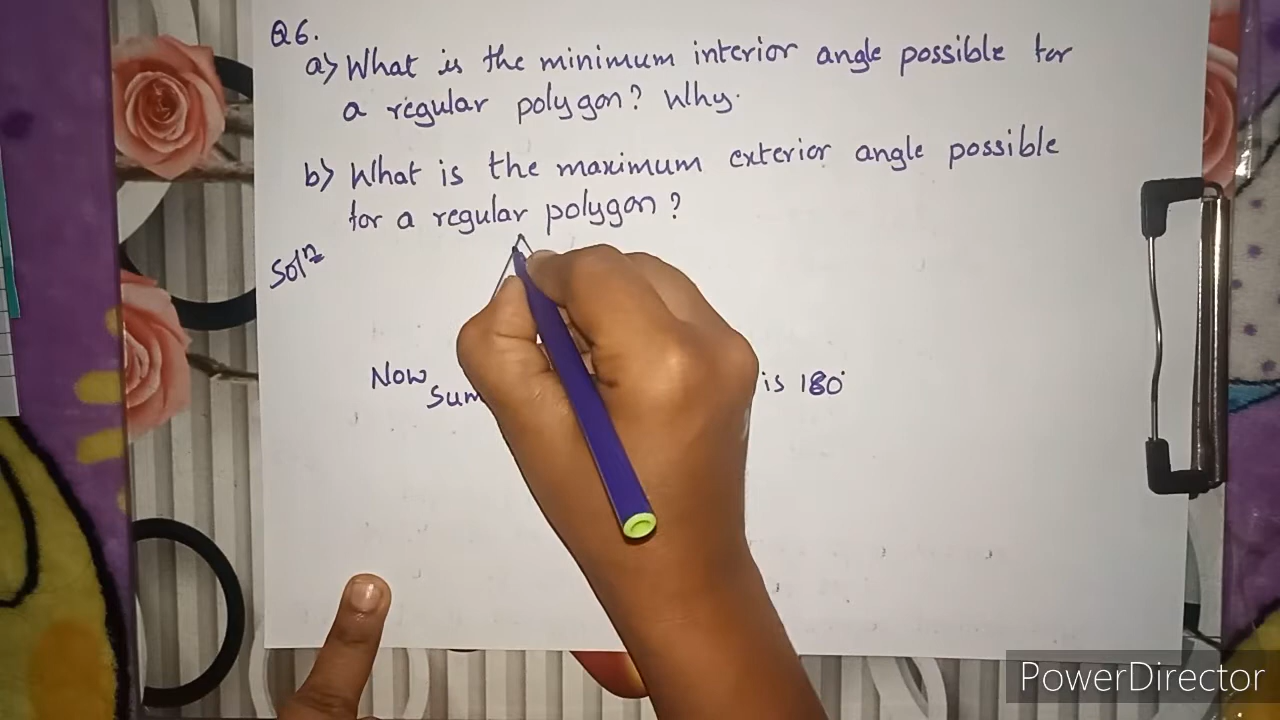 Q6.
a) What is the minimum interior angle possible for
a regular polygon? Why.
b) What is the maximum exterior angle possible
for a regular polygon?
Solⁿ
Now
Sum is 180°
PowerDirector